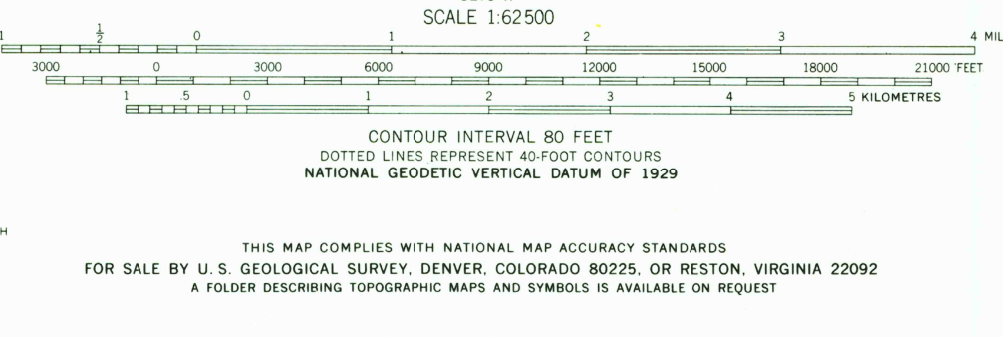 SCALE 1:62500
1 1/2 0 1 2 3 4 MIL
3000 0 3000 6000 9000 12000 15000 18000 21000 FEET
1 .5 0 1 2 3 4 5 KILOMETRES
CONTOUR INTERVAL 80 FEET
DOTTED LINES REPRESENT 40-FOOT CONTOURS
NATIONAL GEODETIC VERTICAL DATUM OF 1929
H
THIS MAP COMPLIES WITH NATIONAL MAP ACCURACY STANDARDS
FOR SALE BY U. S. GEOLOGICAL SURVEY, DENVER, COLORADO 80225, OR RESTON, VIRGINIA 22092
A FOLDER DESCRIBING TOPOGRAPHIC MAPS AND SYMBOLS IS AVAILABLE ON REQUEST